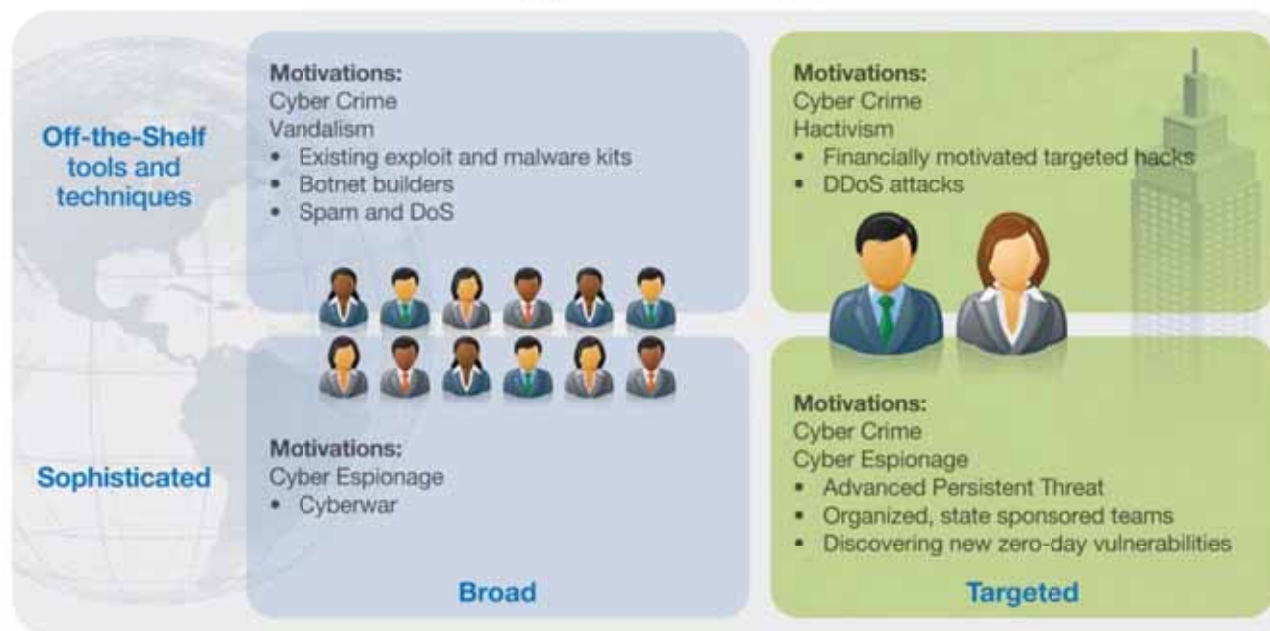 Off-the-Shelf
tools and
techniques
Motivations:
Cyber Crime
Vandalism
• Existing exploit and malware kits
• Botnet builders
• Spam and DoS
Motivations:
Cyber Crime
Hactivism
• Financially motivated targeted hacks
• DDoS attacks
Sophisticated
Motivations:
Cyber Espionage
• Cyberwar
Motivations:
Cyber Crime
Cyber Espionage
• Advanced Persistent Threat
• Organized, state sponsored teams
• Discovering new zero-day vulnerabilities
Broad
Targeted